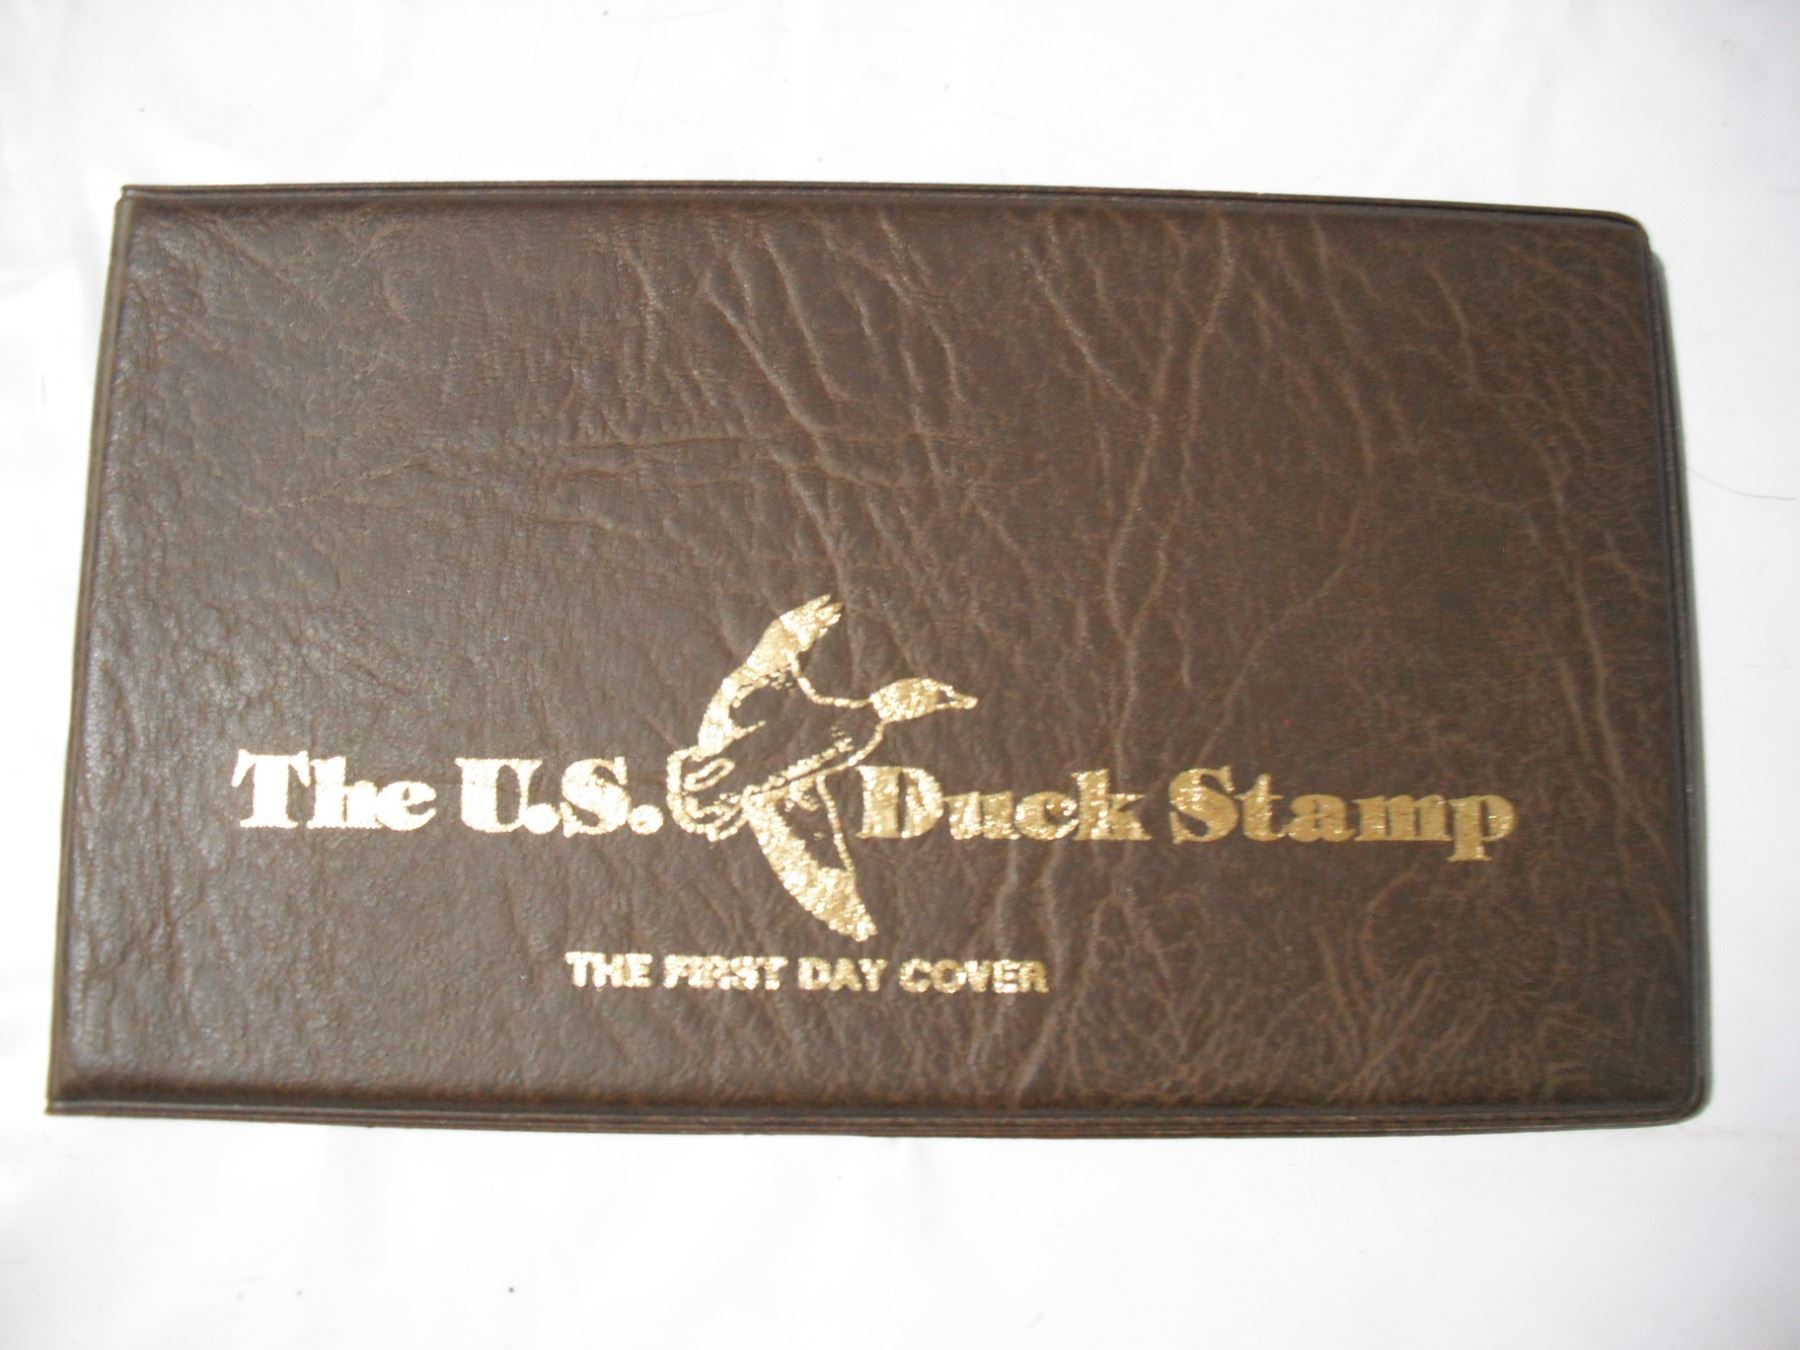 The U.S. Duck Stamp
THE FIRST DAY COVER